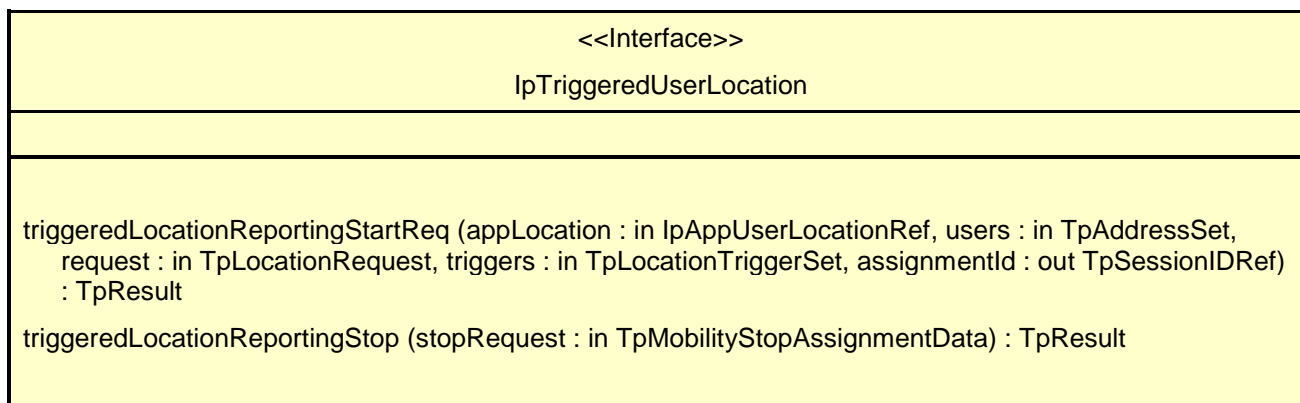 <<Interface>>
IpTriggeredUserLocation
triggeredLocationReportingStartReq (appLocation : in IpAppUserLocationRef, users : in TpAddressSet,
request : in TpLocationRequest, triggers : in TpLocationTriggerSet, assignmentId : out TpSessionIDRef)
: TpResult
triggeredLocationReportingStop (stopRequest : in TpMobilityStopAssignmentData) : TpResult